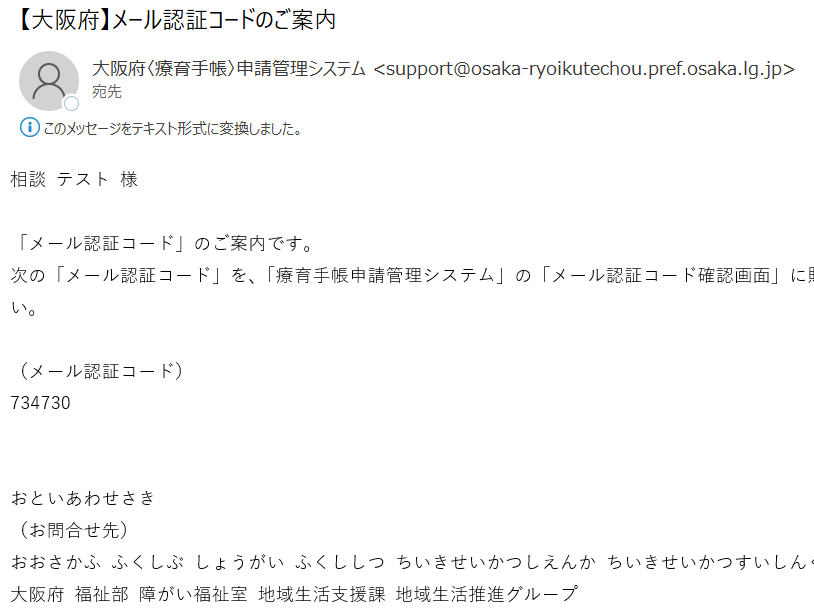 【大阪府】メール認証コードのご案内
大阪府〈療育手帳〉申請管理システム <support@osaka-ryoikutechou.pref.osaka.lg.jp>
宛先
このメッセージをテキスト形式に変換しました。
相談 テスト 様
「メール認証コード」のご案内です。
次の「メール認証コード」を、「療育手帳申請管理システム」の「メール認証コード確認画面」に
い。
（メール認証コード）
734730
おといあわせさき
（お問合せ先）
おおさかふ ふくしぶ しょうがい ふくししつ ちいきせいかつしえんか ちいきせいかつすいしん
大阪府 福祉部 障がい福祉室 地域生活支援課 地域生活推進グループ